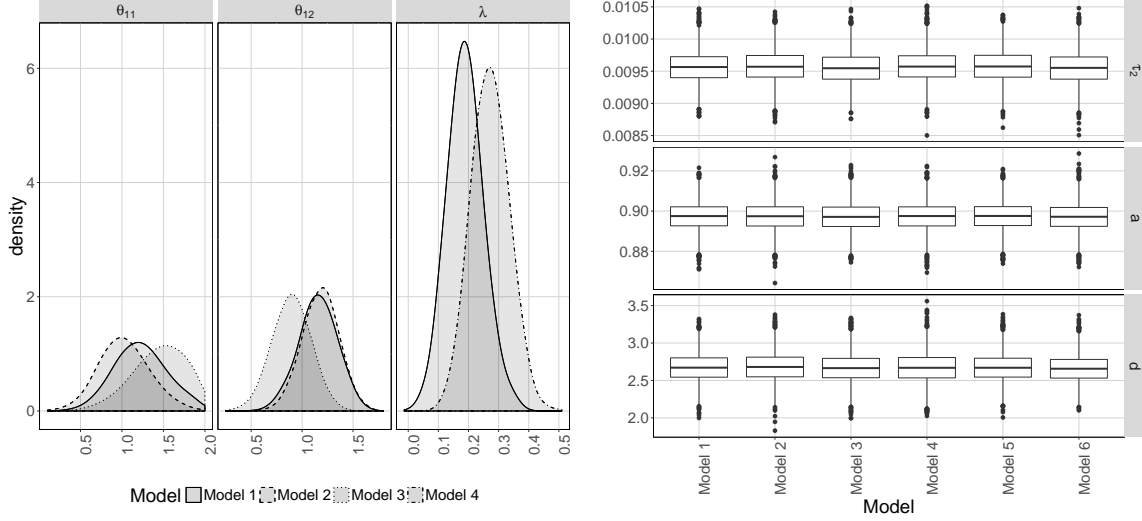 θ11 θ12 λ
density
6
4
2
0
0.5 1.0 1.5 2.0
0.5 1.0 1.5
0.0 0.1 0.2 0.3 0.4 0.5
Model Model 1 Model 2 Model 3 Model 4
0.0105
0.0100
0.0095
0.0090
0.0085
τ2
0.92
0.90
0.88
a
3.5
3.0
2.5
2.0
d
Model 1 Model 2 Model 3 Model 4 Model 5 Model 6
Model